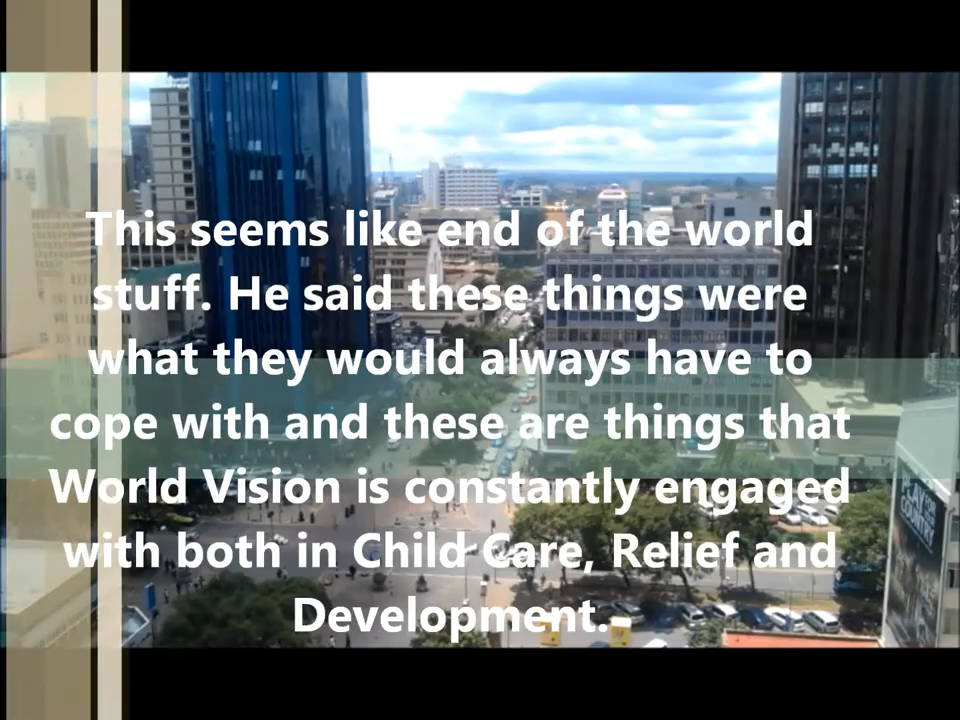 This seems like end of the world
stuff. He said these things were
what they would always have to
cope with and these are things that
World Vision is constantly engaged
with both in Child Care, Relief and
Development.
COUNTRY